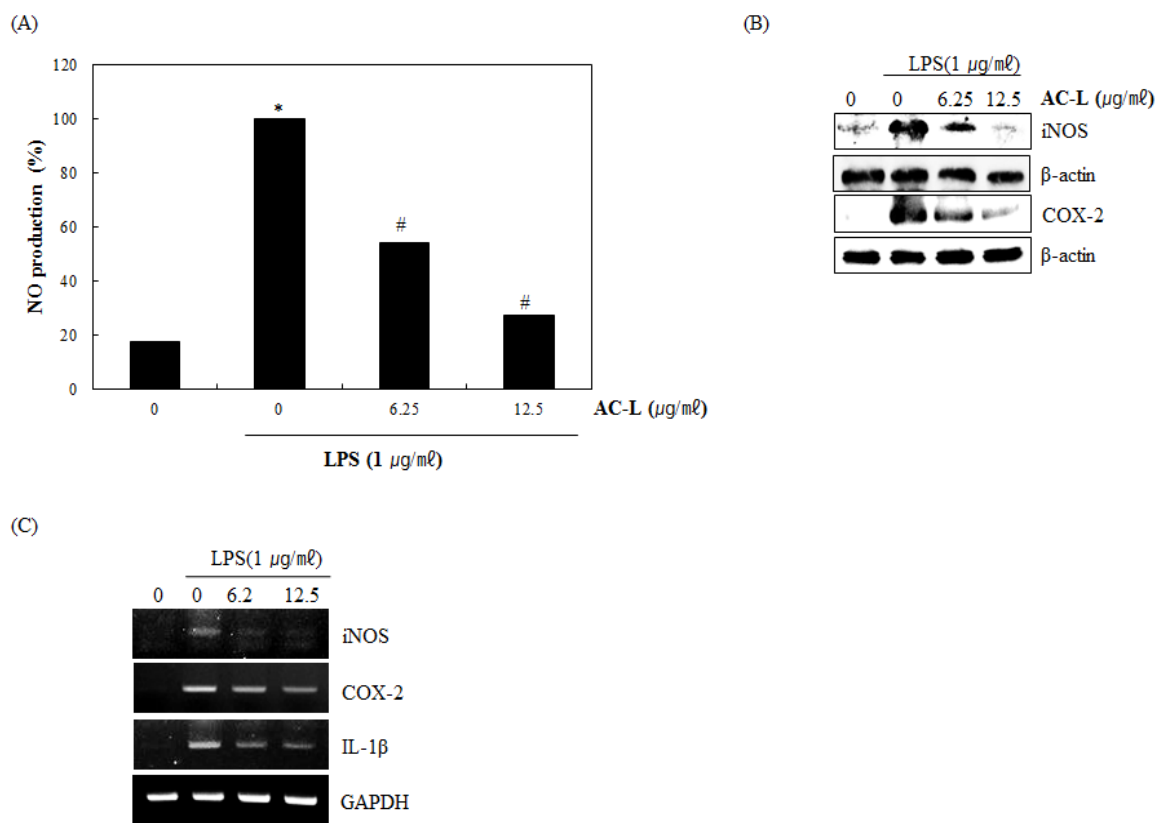 (A)
120
100
80
60
40
20
0
NO production (%)
*
#
#
0 0 6.25 12.5 AC-L (㎍/㎖)
LPS (1 ㎍/㎖)
(B)
LPS(1 ㎍/㎖)
0 0 6.25 12.5 AC-L (㎍/㎖)
iNOS
β-actin
COX-2
β-actin
(C)
LPS(1 ㎍/㎖)
0 0 6.2 12.5
iNOS
COX-2
IL-1β
GAPDH